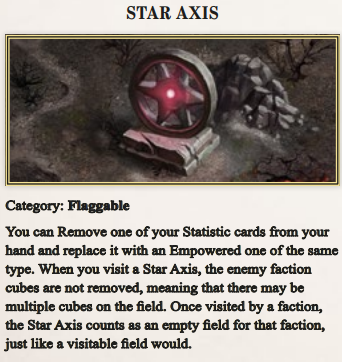 STAR AXIS
Category: Flaggable
You can Remove one of your Statistic cards from your
hand and replace it with an Empowered one of the same
type. When you visit a Star Axis, the enemy faction
cubes are not removed, meaning that there may be
multiple cubes on the field. Once visited by a faction,
the Star Axis counts as an empty field for that faction,
just like a visitable field would.